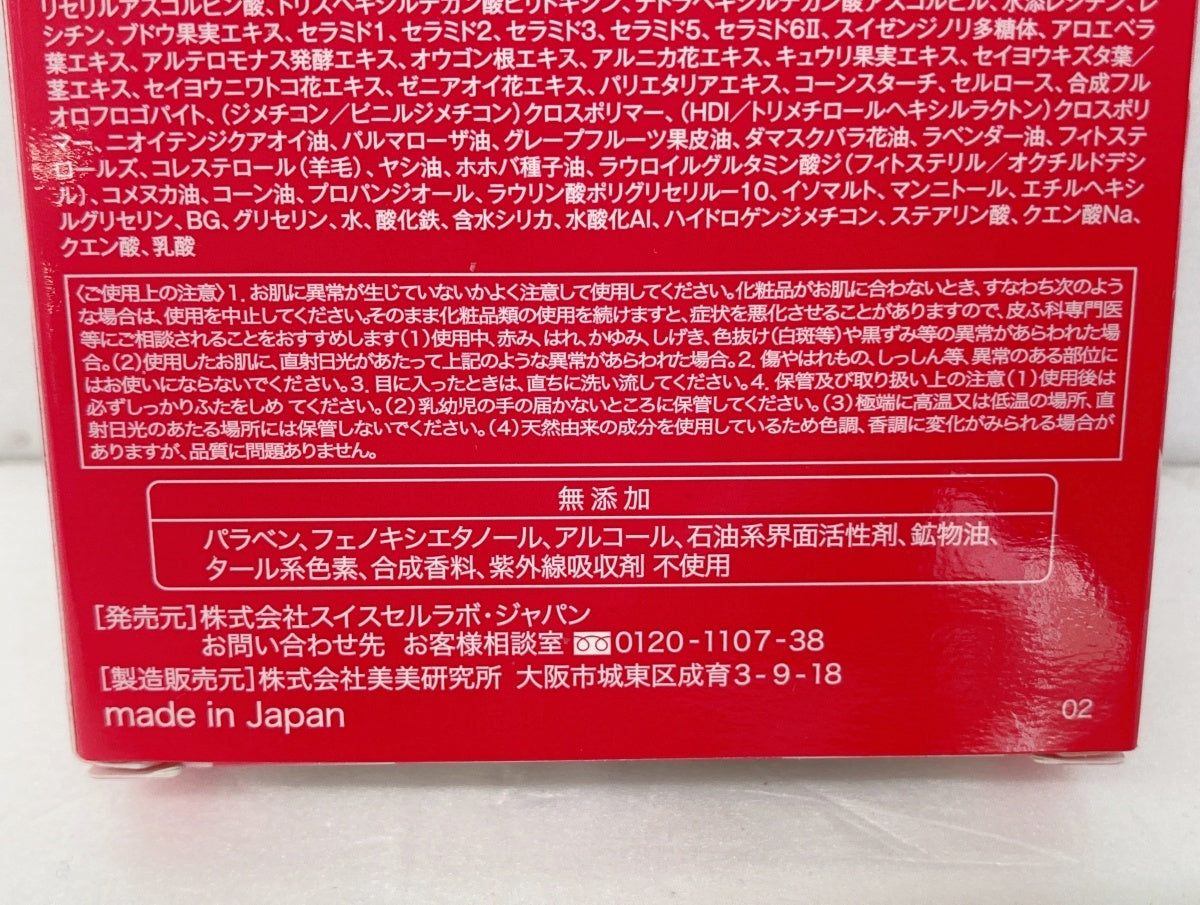 リセリルアスコルビン酸、トリスヘキシルデカン酸ピリドキシン、テトラヘキシルデカン酸アスコルビル、水添レシチン、レ
シチン、ブドウ果実エキス、セラミド1、セラミド2、セラミド3、セラミド5、セラミド6Ⅱ、スイゼンジノリ多糖体、アロエベラ
葉エキス、アルテロモナス発酵エキス、オウゴン根エキス、アルニカ花エキス、キュウリ果実エキス、セイヨウキズタ葉/
茎エキス、セイヨウニワトコ花エキス、ゼニアオイ花エキス、パリエタリアエキス、コーンスターチ、セルロース、合成フル
オロフロゴパイト、(ジメチコン/ビニルジメチコン)クロスポリマー、(HDI/トリメチロールヘキシルラクトン)クロスポリ
マー、ニオイテンジクアオイ油、パルマローザ油、グレープフルーツ果皮油、ダマスクバラ花油、ラベンダー油、フィトステ
ロールズ、コレステロール(羊毛)、ヤシ油、ホホバ種子油、ラウロイルグルタミン酸ジ(フィトステリル/オクチルドデシ
ル)、コメヌカ油、コーン油、プロパンジオール、ラウリン酸ポリグリセリル-10、イソマルト、マンニトール、エチルヘキシ
ルグリセリン、BG、グリセリン、水、酸化鉄、含水シリカ、水酸化Al、ハイドロゲンジメチコン、ステアリン酸、クエン酸Na、
クエン酸、乳酸
〈ご使用上の注意〉1. お肌に異常が生じていないかよく注意して使用してください。化粧品がお肌に合わないとき、すなわち次のよう
な場合は、使用を中止してください。そのまま化粧品類の使用を続けますと、症状を悪化させることがありますので、皮ふ科専門医
等にご相談されることをおすすめします(1)使用中、赤み、はれ、かゆみ、しげき、色抜け(白斑等)や黒ずみ等の異常があらわれた場
合。(2)使用したお肌に、直射日光があたって上記のような異常があらわれた場合。2. 傷やはれもの、しっしん等、異常のある部位に
はお使いにならないでください。3. 目に入ったときは、直ちに洗い流してください。4. 保管及び取り扱い上の注意(1)使用後は
必ずしっかりふたをしめ てください。(2)乳幼児の手の届かないところに保管してください。(3)極端に高温又は低温の場所、直
射日光のあたる場所には保管しないでください。(4)天然由来の成分を使用しているため色調、香調に変化がみられる場合が
ありますが、品質に問題ありません。
無添加
パラベン、フェノキシエタノール、アルコール、石油系界面活性剤、鉱物油、
タール系色素、合成香料、紫外線吸収剤 不使用
[発売元]株式会社スイスセルラボ・ジャパン
お問い合わせ先 お客様相談室 0120-1107-38
[製造販売元]株式会社美美研究所 大阪市城東区成育3-9-18
made in Japan
02